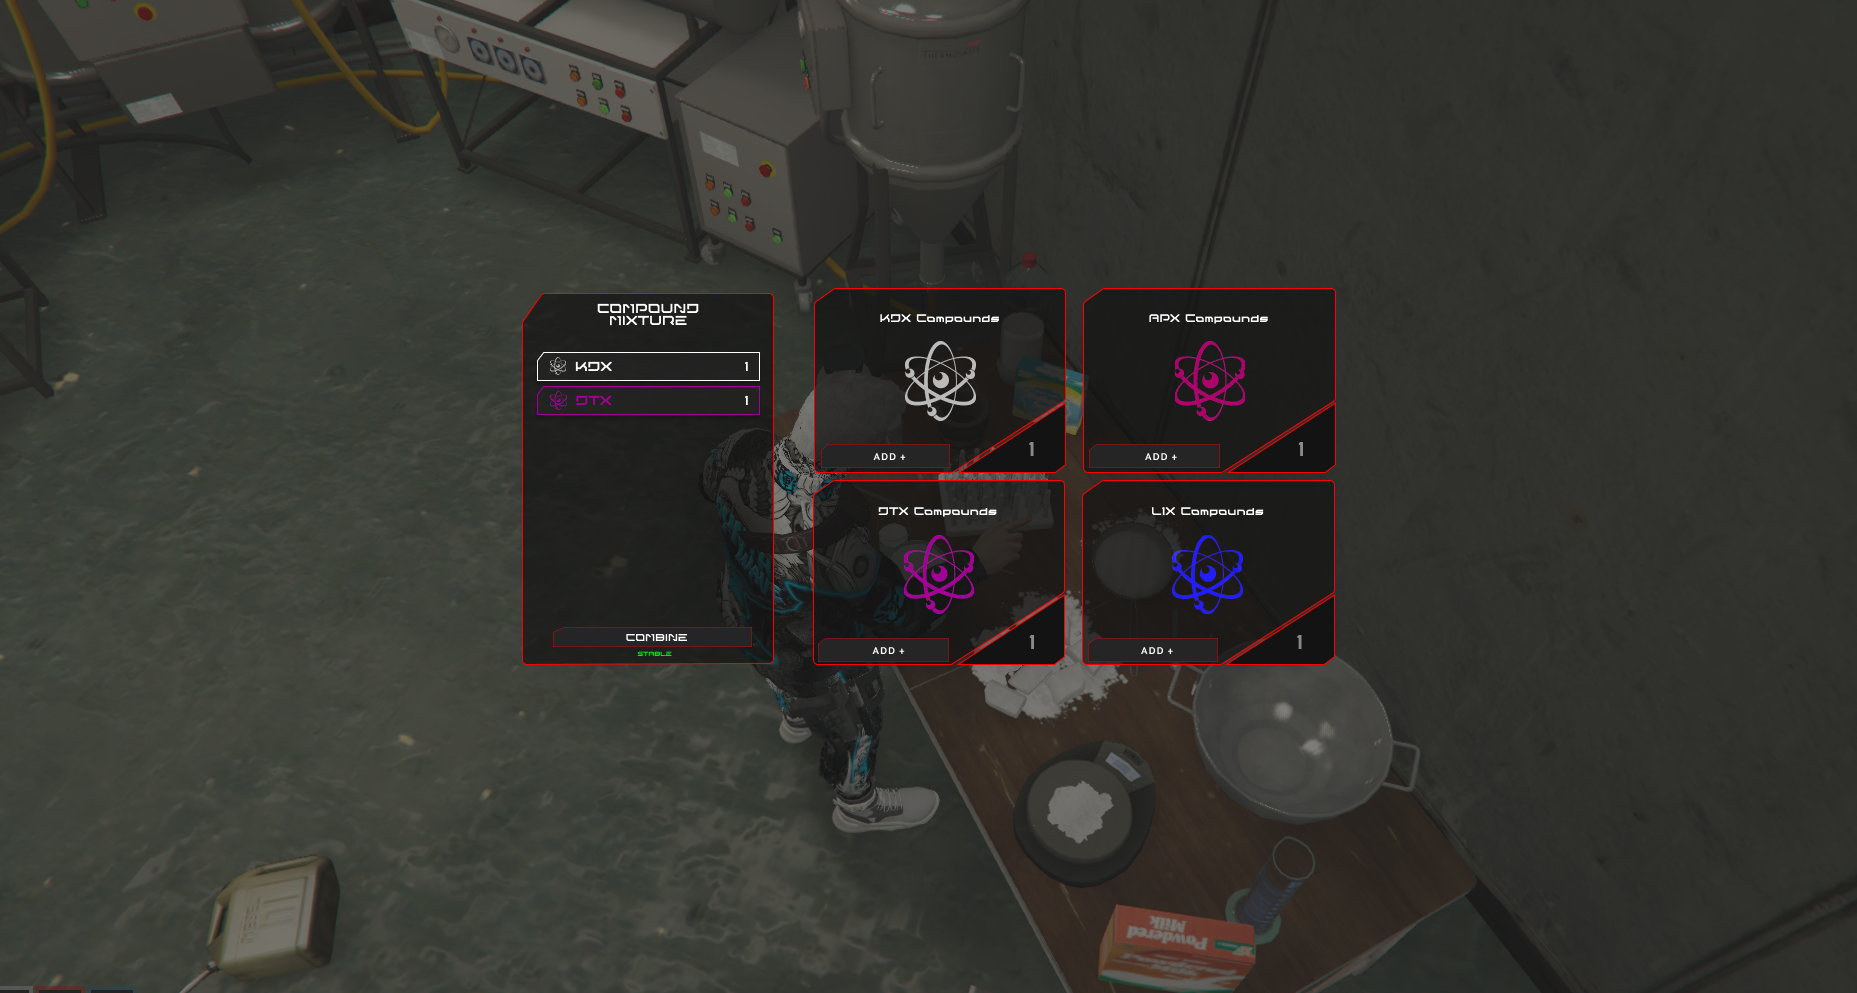 COMPOUND
MIXTURE
KDX 1
DTX 1
COMBINE
STABLE
KDX Compounds
ADD +
1
APX Compounds
ADD +
1
DTX Compounds
ADD +
1
LIX Compounds
ADD +
1
Powdered
Milk